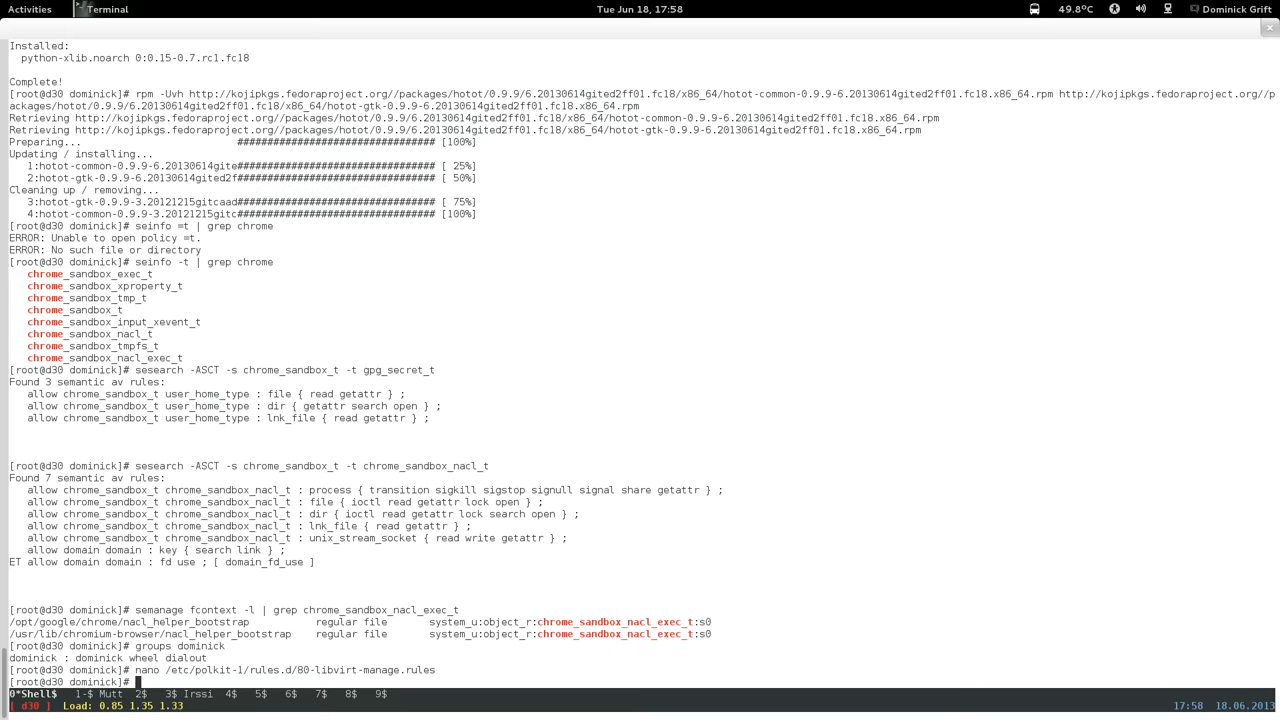 Activities Terminal Tue Jun 18, 17:58 49.8°C Dominick Grift
Installed:
python-xlib.noarch 0:0.15-0.7.rc1.fc18
Complete!
[root@d30 dominick]# rpm -Uvh http://kojipkgs.fedoraproject.org//packages/hotot/0.9.9/6.20130614gited2ff01.fc18/x86_64/hotot-common-0.9.9-6.20130614gited2ff01.fc18.x86_64.rpm http://kojipkgs.fedoraproject.org//p
ackages/hotot/0.9.9/6.20130614gited2ff01.fc18/x86_64/hotot-gtk-0.9.9-6.20130614gited2ff01.fc18.x86_64.rpm
Retrieving http://kojipkgs.fedoraproject.org//packages/hotot/0.9.9/6.20130614gited2ff01.fc18/x86_64/hotot-common-0.9.9-6.20130614gited2ff01.fc18.x86_64.rpm
Retrieving http://kojipkgs.fedoraproject.org//packages/hotot/0.9.9/6.20130614gited2ff01.fc18/x86_64/hotot-gtk-0.9.9-6.20130614gited2ff01.fc18.x86_64.rpm
Preparing... ################################# [100%]
Updating / installing...
1:hotot-common-0.9.9-6.20130614gite################################# [ 25%]
2:hotot-gtk-0.9.9-6.20130614gited2f################################# [ 50%]
Cleaning up / removing...
3:hotot-gtk-0.9.9-3.20121215gitcaad################################# [ 75%]
4:hotot-common-0.9.9-3.20121215gitc################################# [100%]
[root@d30 dominick]# seinfo =t | grep chrome
ERROR: Unable to open policy =t.
ERROR: No such file or directory
[root@d30 dominick]# seinfo -t | grep chrome
chrome_sandbox_exec_t
chrome_sandbox_xproperty_t
chrome_sandbox_tmp_t
chrome_sandbox_t
chrome_sandbox_input_xevent_t
chrome_sandbox_nacl_t
chrome_sandbox_tmpfs_t
chrome_sandbox_nacl_exec_t
[root@d30 dominick]# sesearch -ASCT -s chrome_sandbox_t -t gpg_secret_t
Found 3 semantic av rules:
allow chrome_sandbox_t user_home_type : file { read getattr } ;
allow chrome_sandbox_t user_home_type : dir { getattr search open } ;
allow chrome_sandbox_t user_home_type : lnk_file { read getattr } ;
[root@d30 dominick]# sesearch -ASCT -s chrome_sandbox_t -t chrome_sandbox_nacl_t
Found 7 semantic av rules:
allow chrome_sandbox_t chrome_sandbox_nacl_t : process { transition sigkill sigstop signull signal share getattr } ;
allow chrome_sandbox_t chrome_sandbox_nacl_t : file { ioctl read getattr lock open } ;
allow chrome_sandbox_t chrome_sandbox_nacl_t : dir { ioctl read getattr lock search open } ;
allow chrome_sandbox_t chrome_sandbox_nacl_t : lnk_file { read getattr } ;
allow chrome_sandbox_t chrome_sandbox_nacl_t : unix_stream_socket { read write getattr } ;
allow domain domain : key { search link } ;
ET allow domain domain : fd use ; [ domain_fd_use ]
[root@d30 dominick]# semanage fcontext -l | grep chrome_sandbox_nacl_exec_t
/opt/google/chrome/nacl_helper_bootstrap regular file system_u:object_r:chrome_sandbox_nacl_exec_t:s0
/usr/lib/chromium-browser/nacl_helper_bootstrap regular file system_u:object_r:chrome_sandbox_nacl_exec_t:s0
[root@d30 dominick]# groups dominick
dominick : dominick wheel dialout
[root@d30 dominick]# nano /etc/polkit-1/rules.d/80-libvirt-manage.rules
[root@d30 dominick]#
0*Shell$ 1-$ Mutt 2$ 3$ Irssi 4$ 5$ 6$ 7$ 8$ 9$
[ d30 ] Load: 0.85 1.35 1.33 17:58 18.06.2013